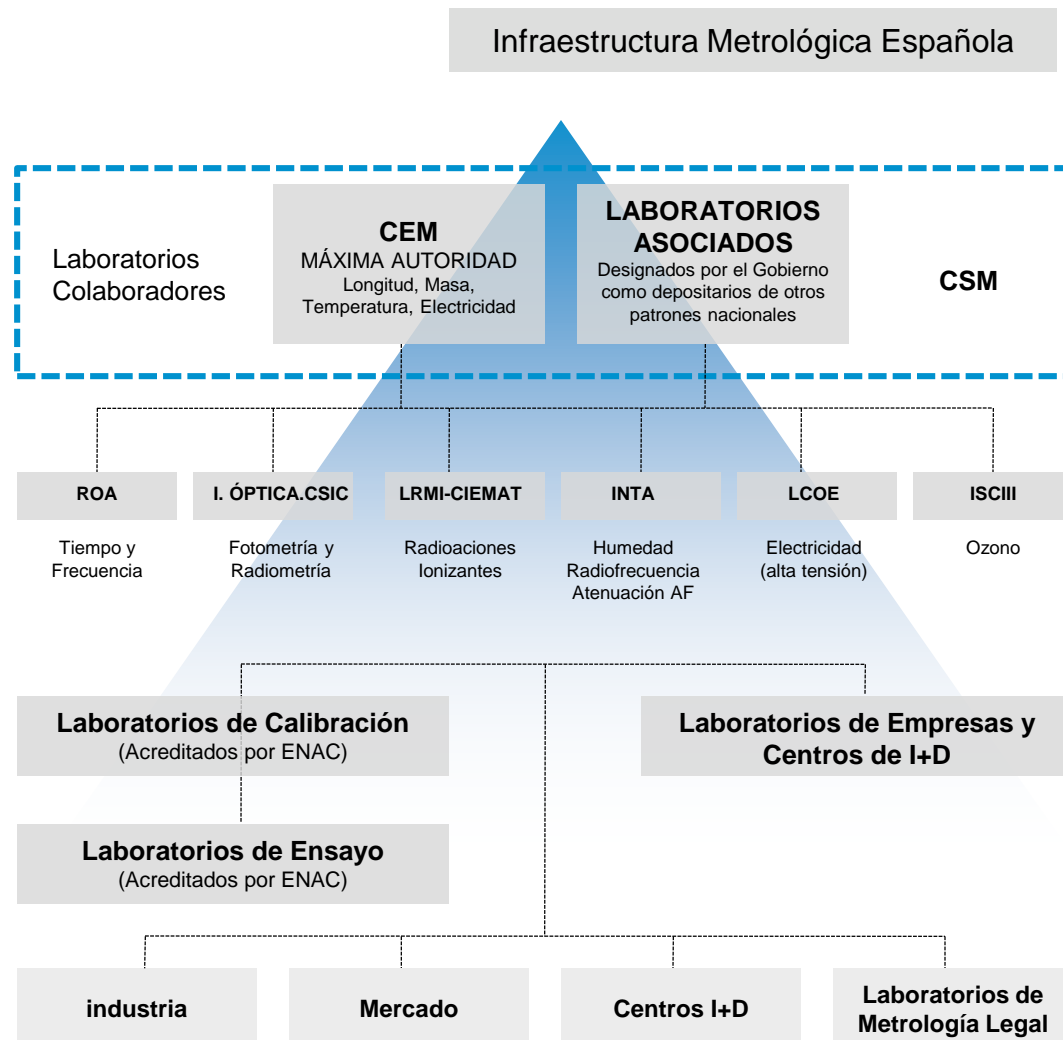 Infraestructura Metrológica Española
Laboratorios
Colaboradores
CEM
MÁXIMA AUTORIDAD
Longitud, Masa,
Temperatura, Electricidad
LABORATORIOS
ASOCIADOS
Designados por el Gobierno
como depositarios de otros
patrones nacionales
CSM
ROA
I. ÓPTICA.CSIC
LRMI-CIEMAT
INTA
LCOE
ISCIII
Tiempo y
Frecuencia
Fotometría y
Radiometría
Radioaciones
Ionizantes
Humedad
Radiofrecuencia
Atenuación AF
Electricidad
(alta tensión)
Ozono
Laboratorios de Calibración
(Acreditados por ENAC)
Laboratorios de Empresas y
Centros de I+D
Laboratorios de Ensayo
(Acreditados por ENAC)
industria
Mercado
Centros I+D
Laboratorios de
Metrología Legal